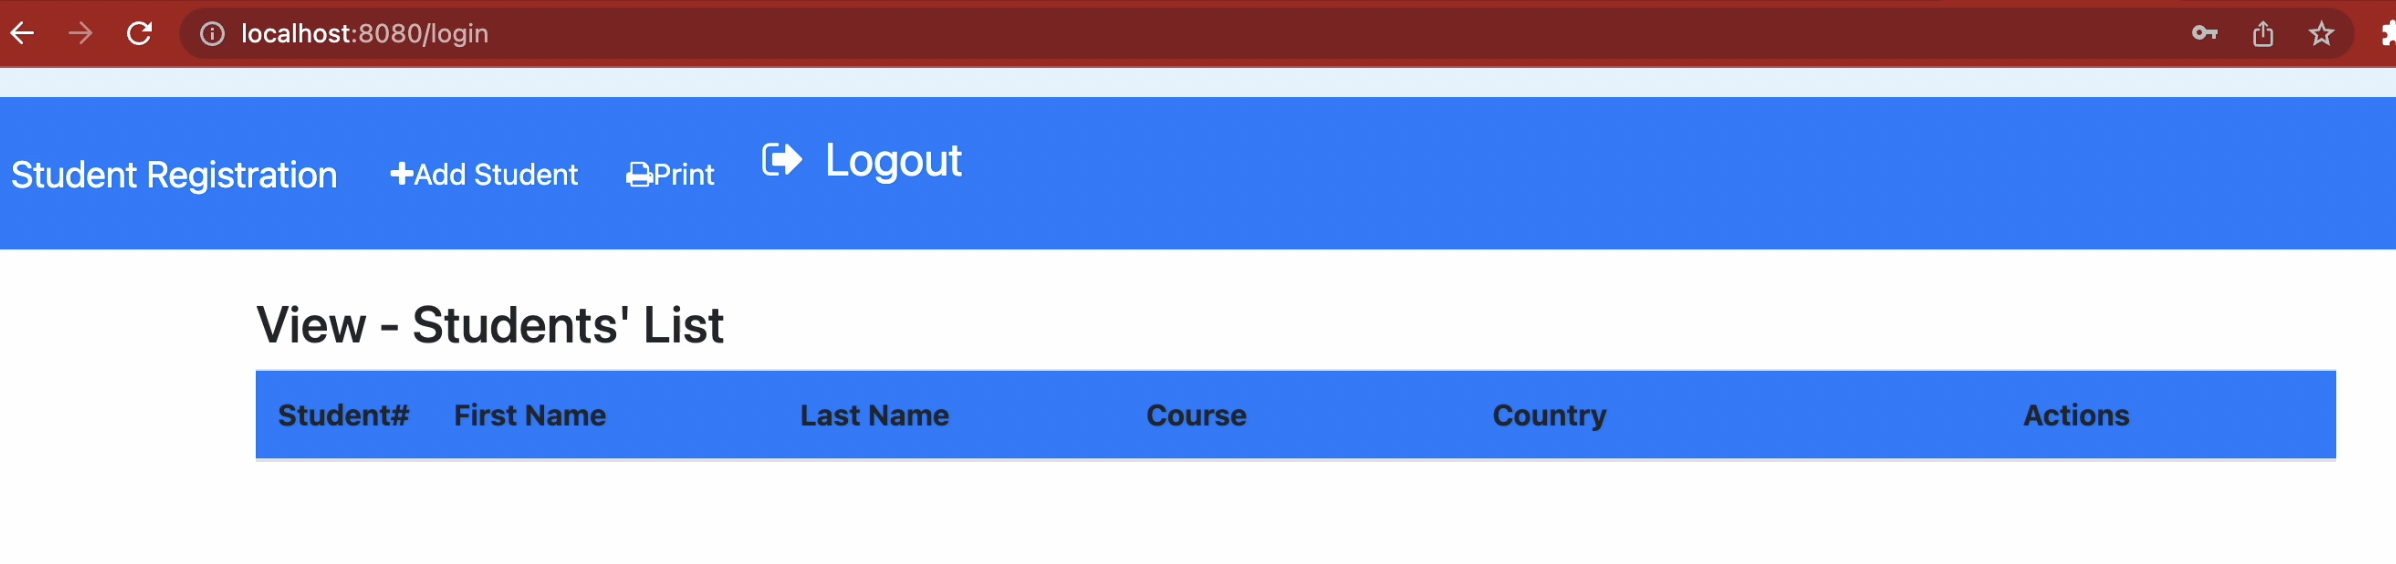 localhost:8080/login
Student Registration Add Student Print Logout
View - Students' List
Student# First Name Last Name Course Country Actions